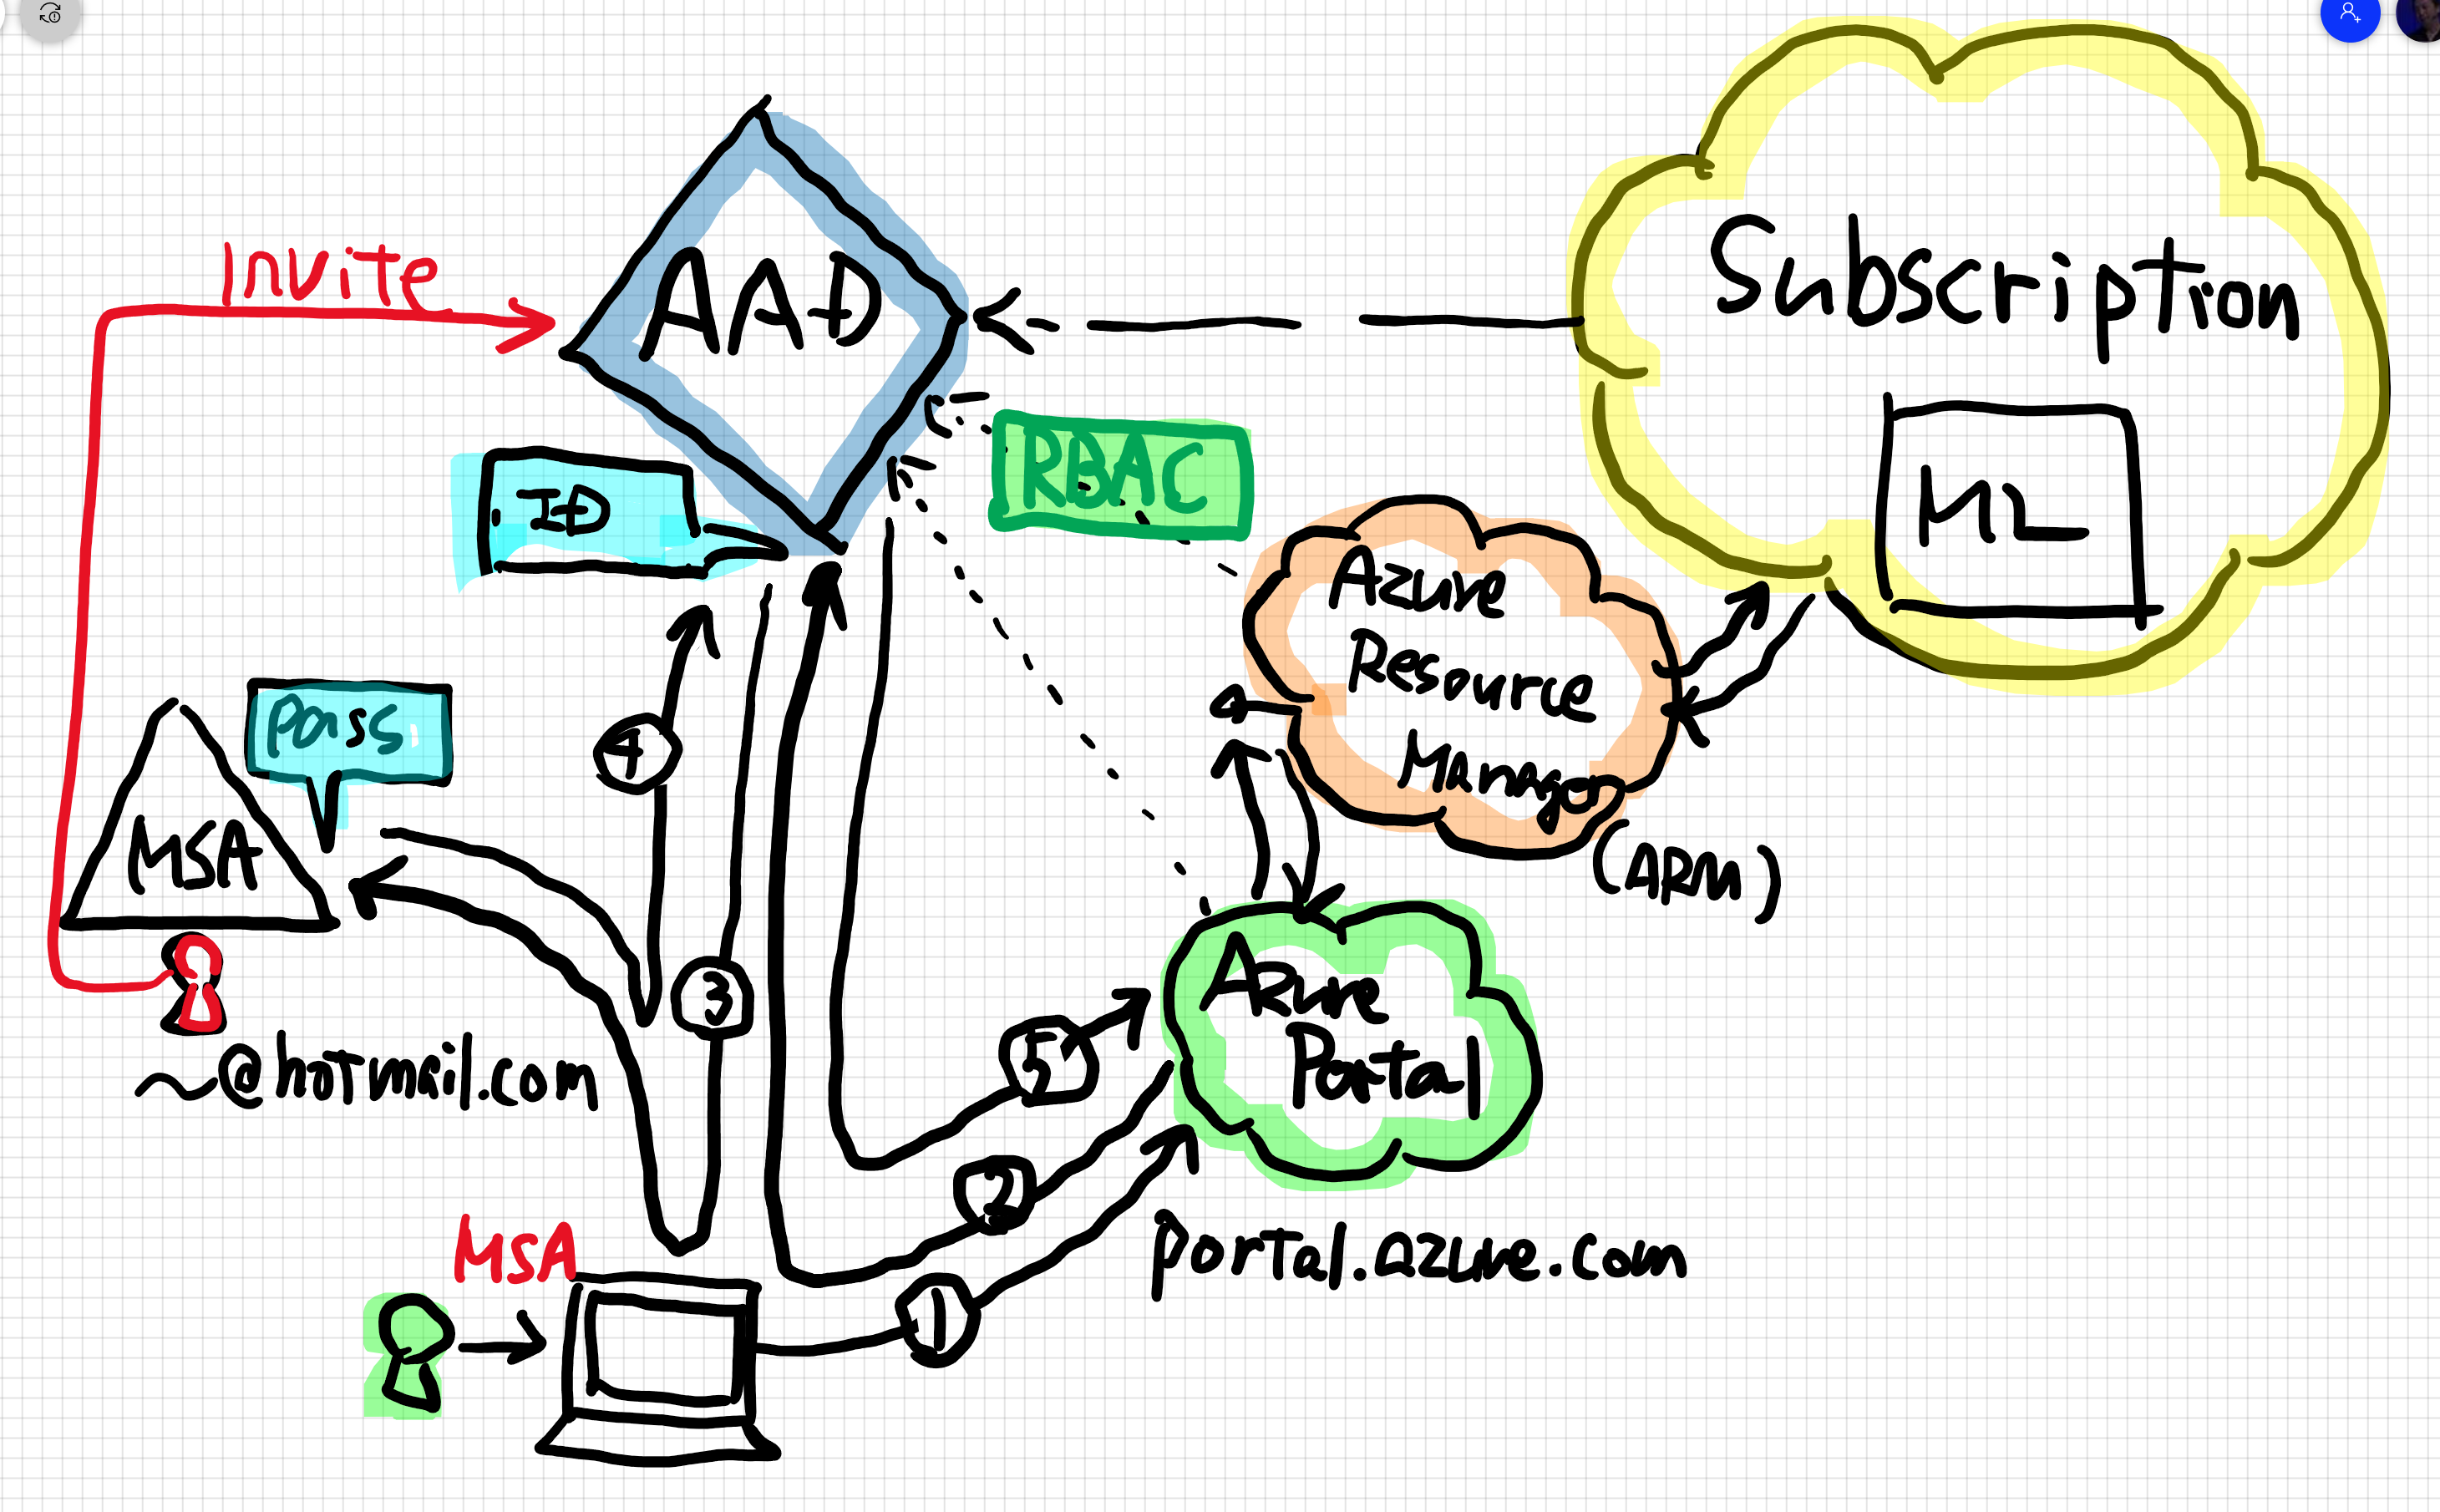 Invite
AAD
Subscription
ML
RBAC
ID
Azure
Resource
Manager
(ARM)
Pass
MSA
4
3
~@hotmail.com
5
2
1
Azure
Portal
portal.azure.com
MSA